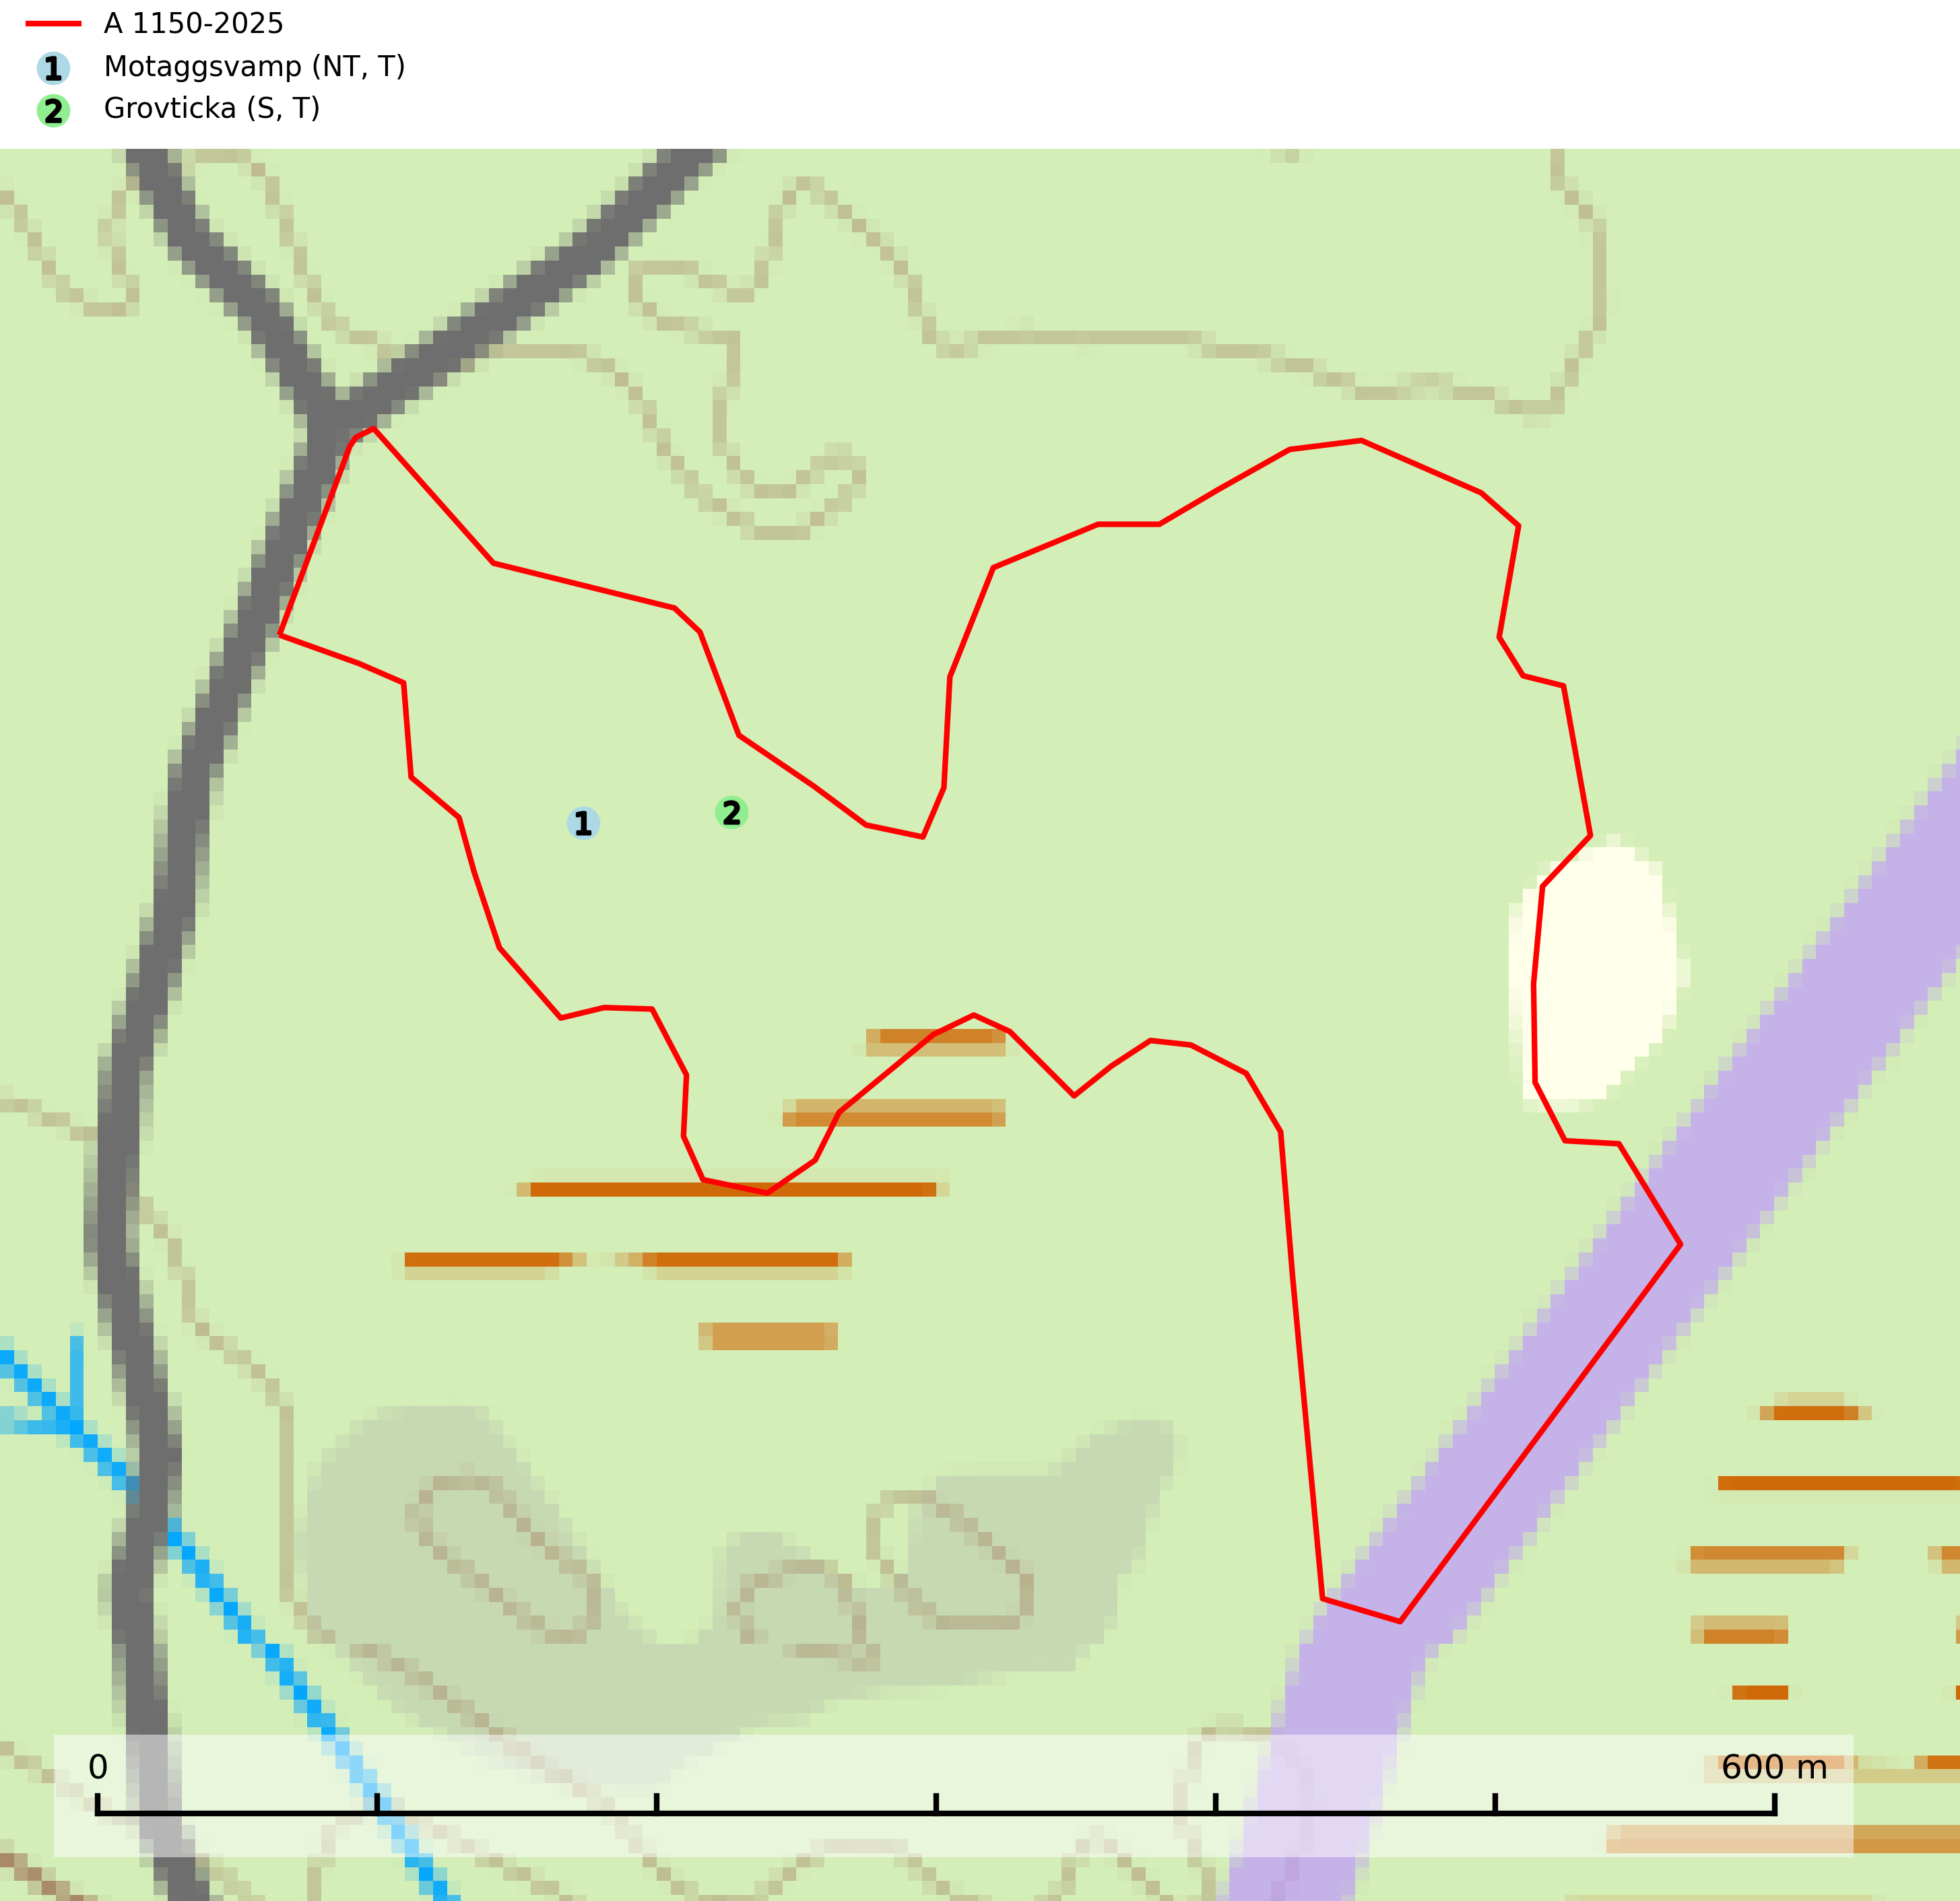 A 1150-2025
1 Motaggsvamp (NT, T)
2 Grovticka (S, T)
1
2
0
600 m